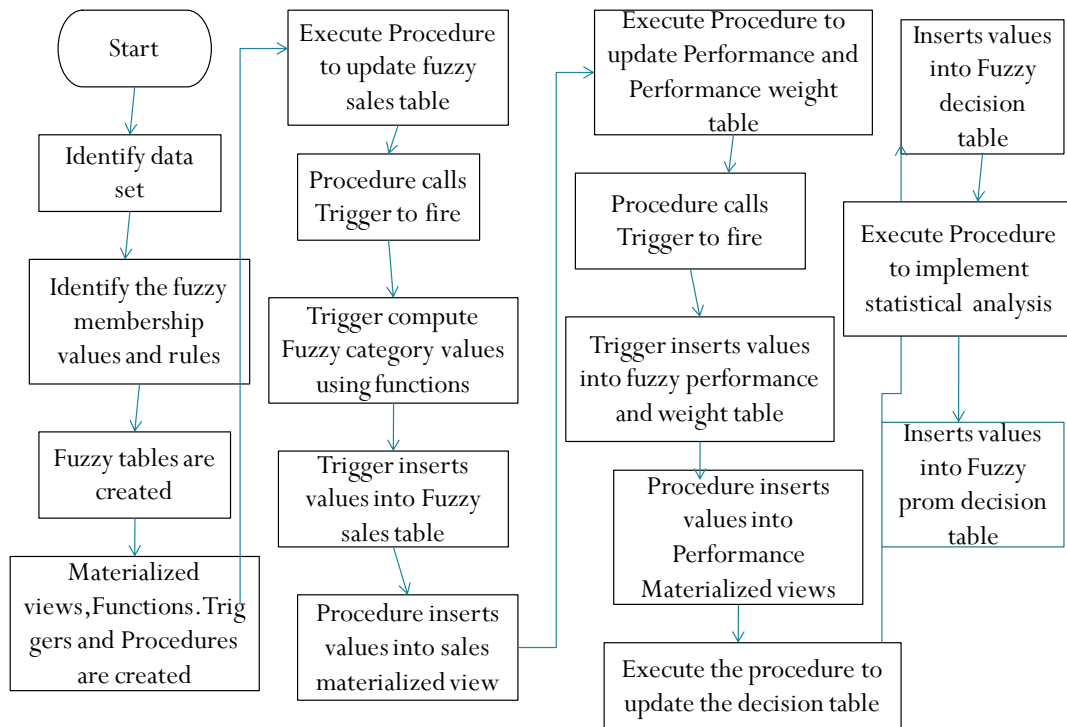 Start
Identify data
set
Identify the fuzzy
membership
values and rules
Fuzzy tables are
created
Materialized
views,Functions.Trig
gers and Procedures
are created
Execute Procedure
to update fuzzy
sales table
Procedure calls
Trigger to fire
Trigger compute
Fuzzy category values
using functions
Trigger inserts
values into Fuzzy
sales table
Procedure inserts
values into sales
materialized view
Execute Procedure to
update Performance and
Performance weight
table
Procedure calls
Trigger to fire
Trigger inserts values
into fuzzy performance
and weight table
Procedure inserts
values into
Performance
Materialized views
Execute the procedure to
update the decision table
Inserts values
into Fuzzy
decision
table
Execute Procedure
to implement
statistical analysis
Inserts values
into Fuzzy
prom decision
table